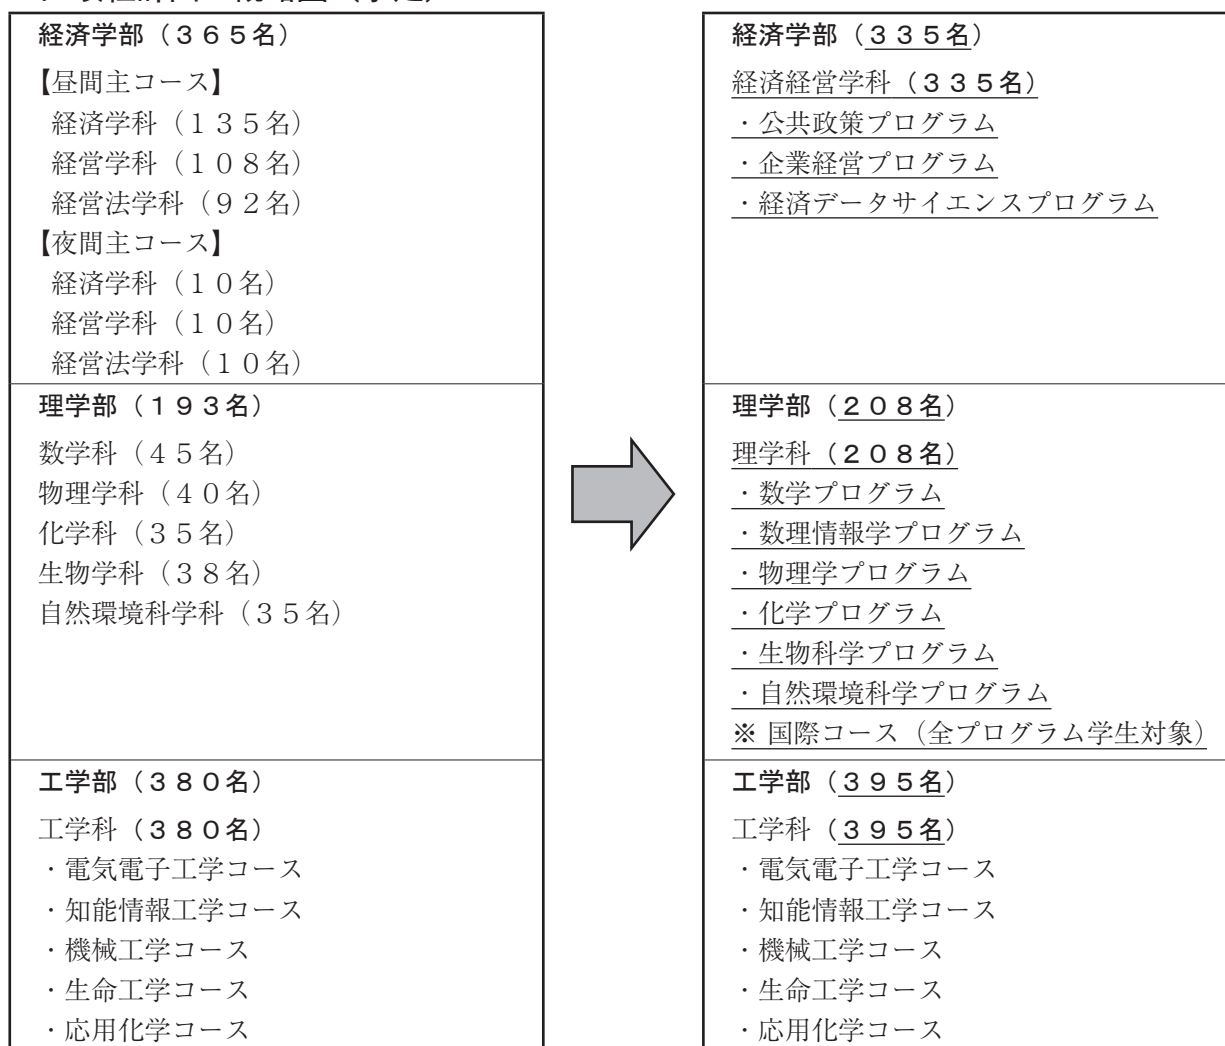 経済学部（３６５名）
【昼間主コース】
経済学科（１３５名）
経営学科（１０８名）
経営法学科（９２名）
【夜間主コース】
経済学科（１０名）
経営学科（１０名）
経営法学科（１０名）
理学部（１９３名）
数学科（４５名）
物理学科（４０名）
化学科（３５名）
生物学科（３８名）
自然環境科学科（３５名）
工学部（３８０名）
工学科（３８０名）
・電気電子工学コース
・知能情報工学コース
・機械工学コース
・生命工学コース
・応用化学コース
経済学部（３３５名）
経済経営学科（３３５名）
・公共政策プログラム
・企業経営プログラム
・経済データサイエンスプログラム
理学部（２０８名）
理学科（２０８名）
・数学プログラム
・数理情報学プログラム
・物理学プログラム
・化学プログラム
・生物科学プログラム
・自然環境科学プログラム
※ 国際コース（全プログラム学生対象）
工学部（３９５名）
工学科（３９５名）
・電気電子工学コース
・知能情報工学コース
・機械工学コース
・生命工学コース
・応用化学コース